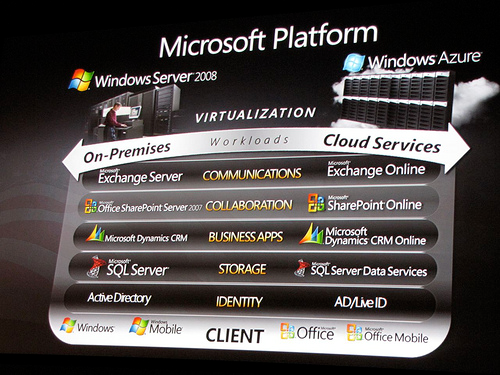 Microsoft Platform
Windows Server 2008
Windows Azure
VIRTUALIZATION
On-Premises
Workloads
Cloud Services
Microsoft Exchange Server
COMMUNICATIONS
Microsoft Exchange Online
Microsoft Office SharePoint Server 2007
COLLABORATION
Microsoft SharePoint Online
Microsoft Dynamics CRM
BUSINESS APPS
Microsoft Dynamics CRM Online
Microsoft SQL Server
STORAGE
Microsoft SQL Server Data Services
Active Directory
IDENTITY
AD/Live ID
Windows
Windows Mobile
CLIENT
Microsoft Office
Microsoft Office Mobile